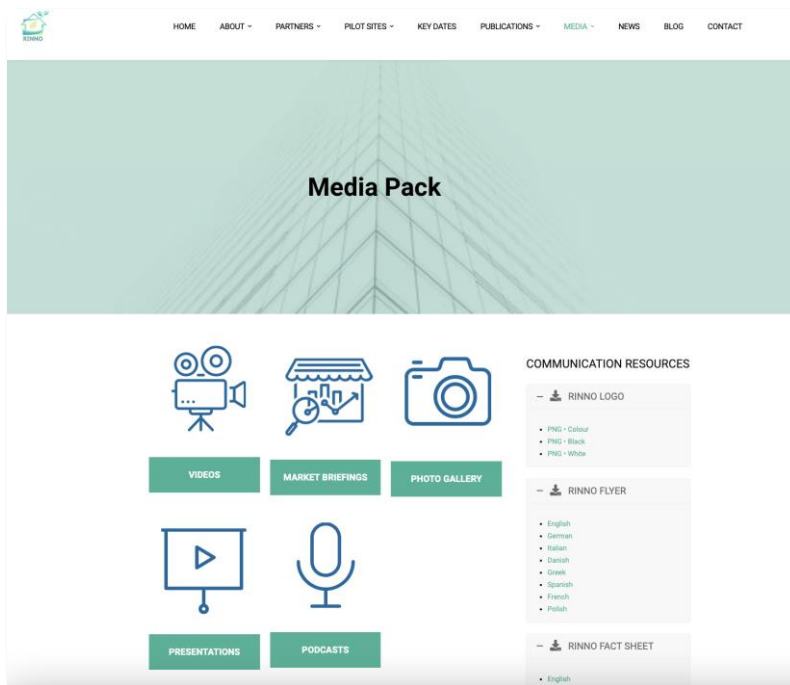 RINNO
HOME ABOUT PARTNERS PILOT SITES KEY DATES PUBLICATIONS MEDIA NEWS BLOG CONTACT
Media Pack
VIDEOS
MARKET BRIEFINGS
PHOTO GALLERY
PRESENTATIONS
PODCASTS
COMMUNICATION RESOURCES
RINNO LOGO
PNG - Colour
PNG - Black
PNG - White
RINNO FLYER
English
German
Italian
Danish
Greek
Spanish
French
Polish
RINNO FACT SHEET
English